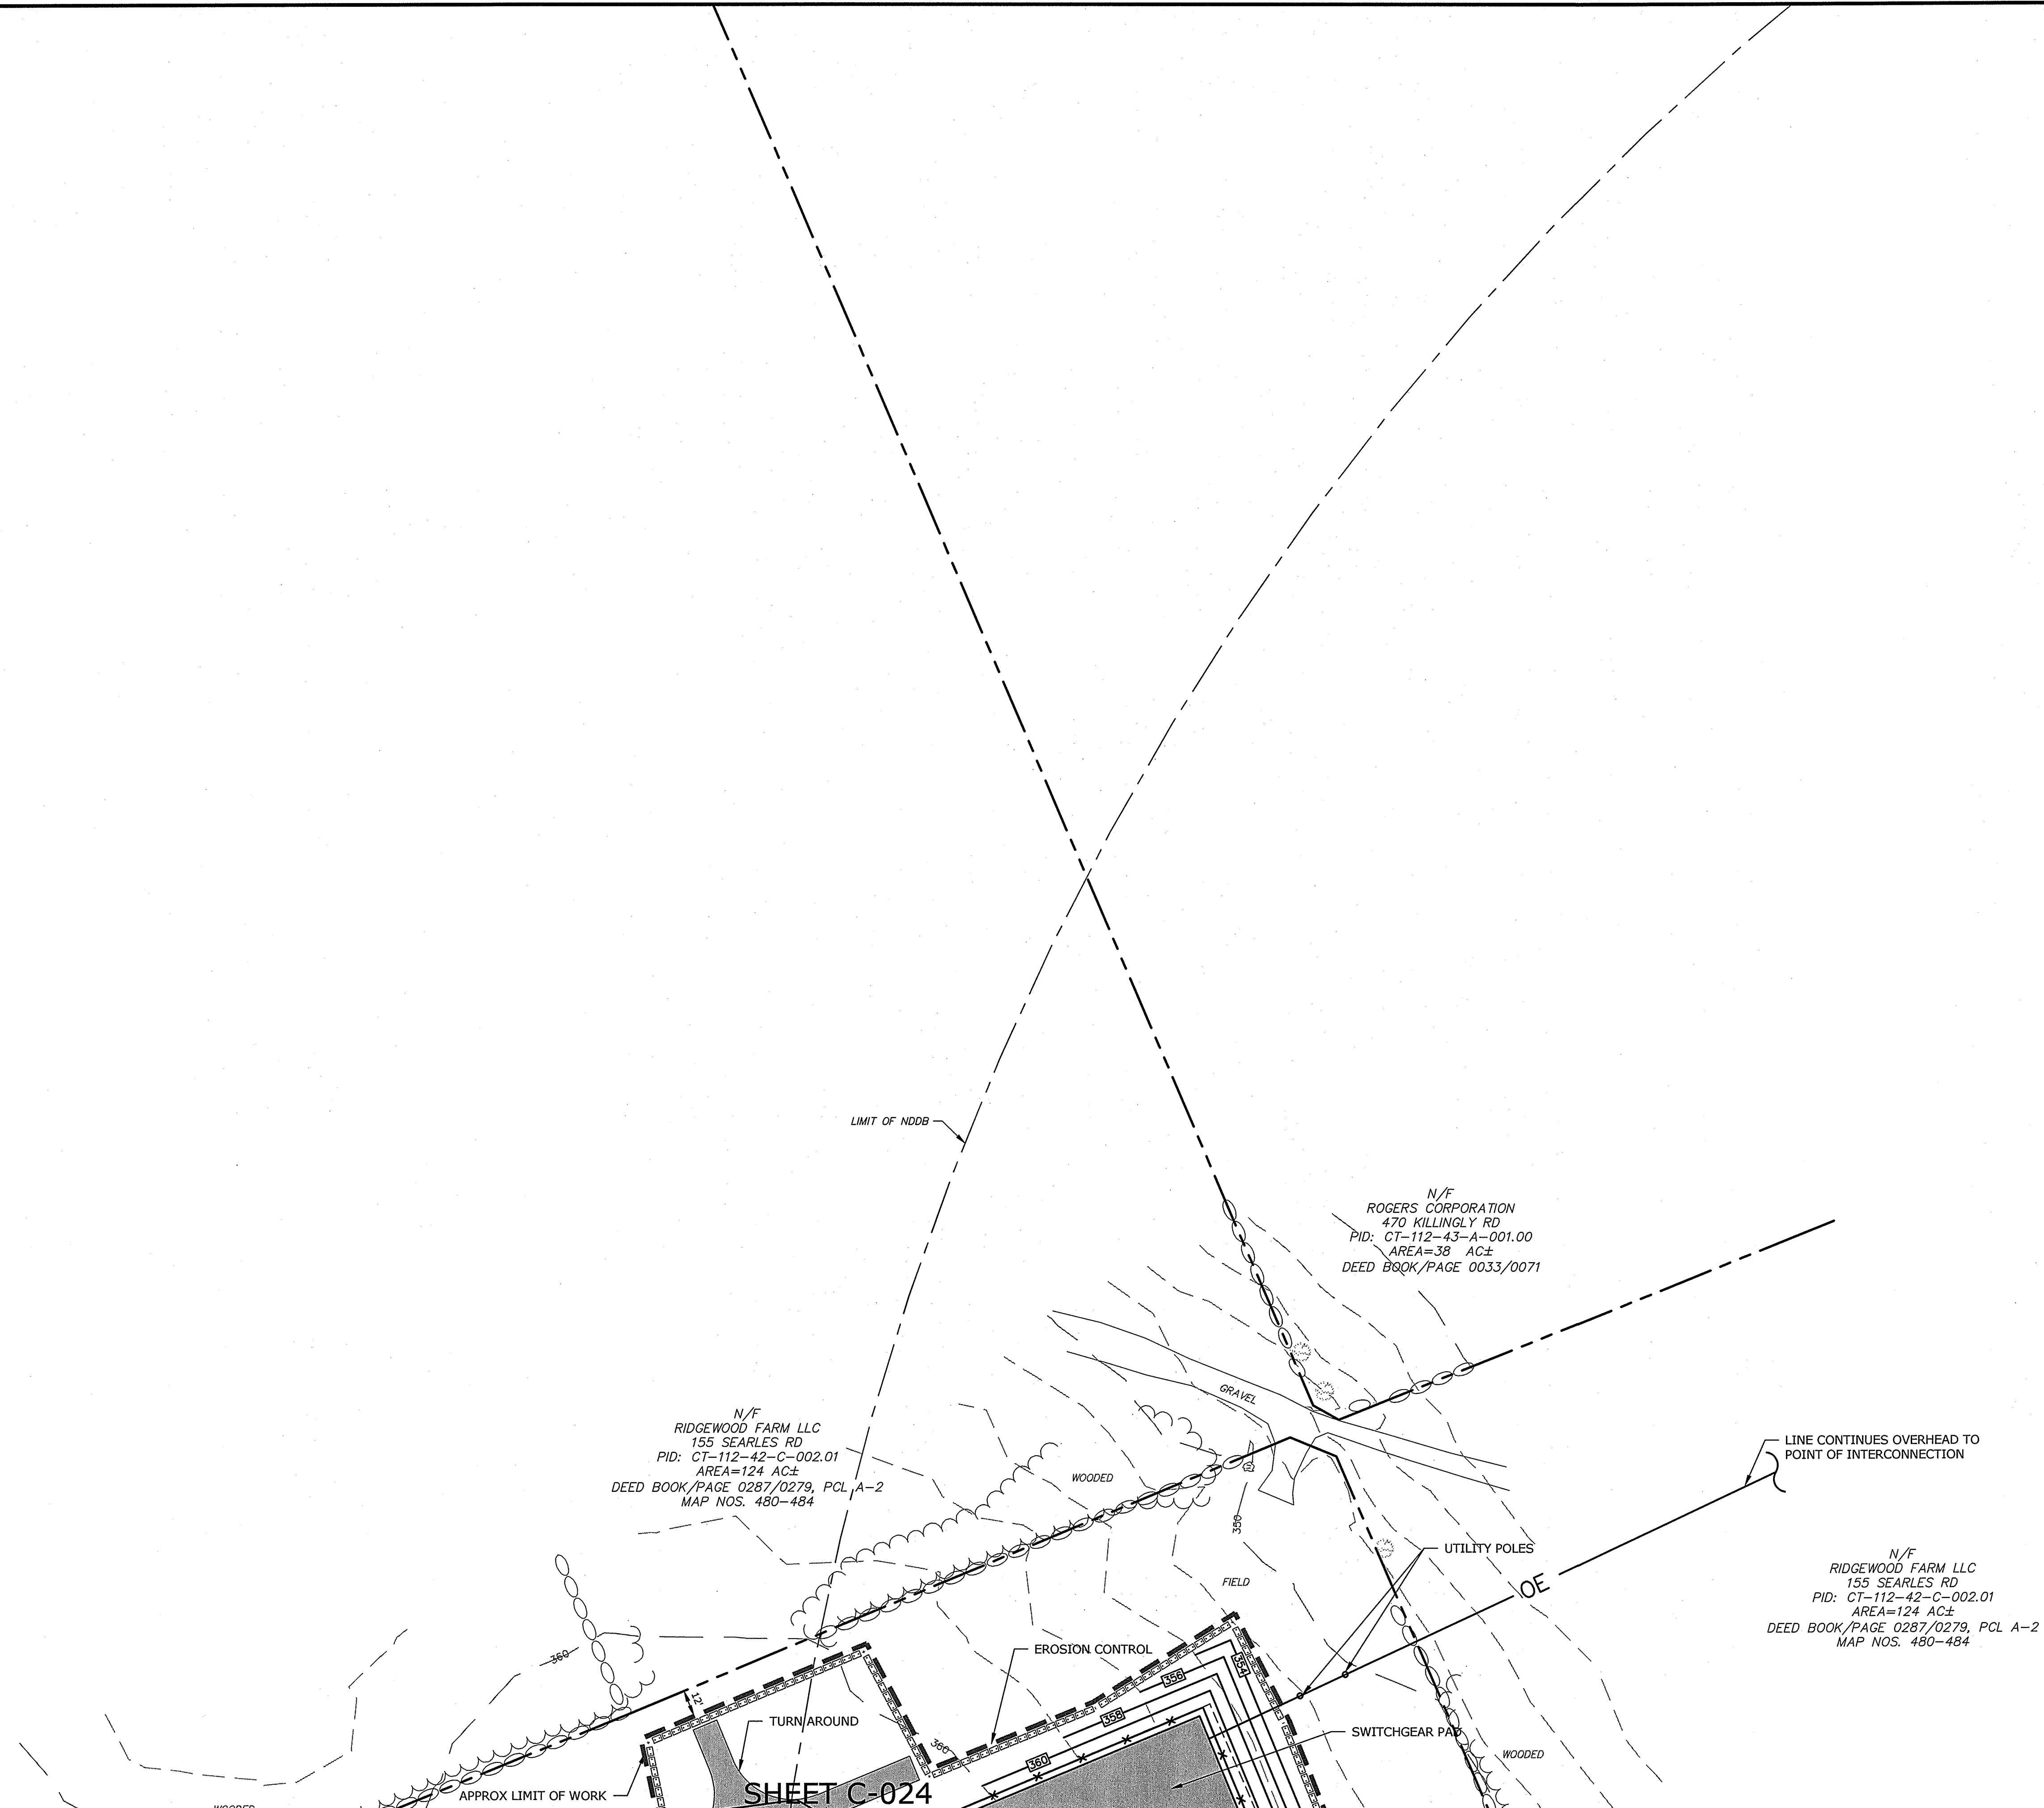 LIMIT OF NDDB
N/F
ROGERS CORPORATION
470 KILLINGLY RD
PID: CT-112-43-A-001.00
AREA=38 AC±
DEED BOOK/PAGE 0033/0071
GRAVEL
N/F
RIDGEWOOD FARM LLC
155 SEARLES RD
PID: CT-112-42-C-002.01
AREA=124 AC±
DEED BOOK/PAGE 0287/0279, PCL A-2
MAP NOS. 480-484
WOODED
LINE CONTINUES OVERHEAD TO
POINT OF INTERCONNECTION
350
UTILITY POLES
OE
FIELD
N/F
RIDGEWOOD FARM LLC
155 SEARLES RD
PID: CT-112-42-C-002.01
AREA=124 AC±
DEED BOOK/PAGE 0287/0279, PCL A-2
MAP NOS. 480-484
360
EROSION CONTROL
354
356
12'
358
TURN AROUND
SWITCHGEAR PAD
360
360
WOODED
APPROX LIMIT OF WORK
SHEET C-024
WOODED